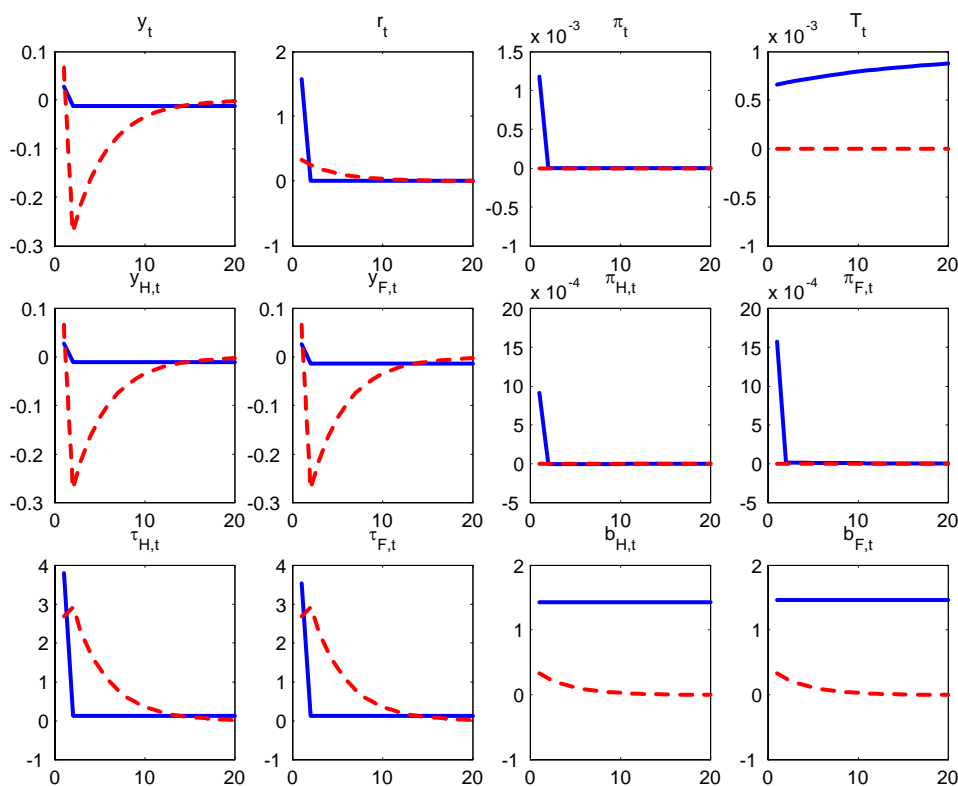 y_t r_t π_t T_t
x 10^-3 x 10^-3
0.1 2 1.5 1
0 1 0.5
-0.1 1 0.5 0
-0.2 0 0 -0.5
-0.3 -1 -0.5 -1
-1
0 10 20 0 10 20 0 10 20 0 10 20
y_H,t y_F,t π_H,t π_F,t
x 10^-4 x 10^-4
0.1 0.1 20 20
0 0 15 15
-0.1 -0.1 10 10
-0.2 -0.2 5 5
-0.3 -0.3 0 0
-5 -5
0 10 20 0 10 20 0 10 20 0 10 20
τ_H,t τ_F,t b_H,t b_F,t
4 4 2 2
3 3
2 2 1 1
1 1
0 0 0 0
-1 -1 -1 -1
0 10 20 0 10 20 0 10 20 0 10 20